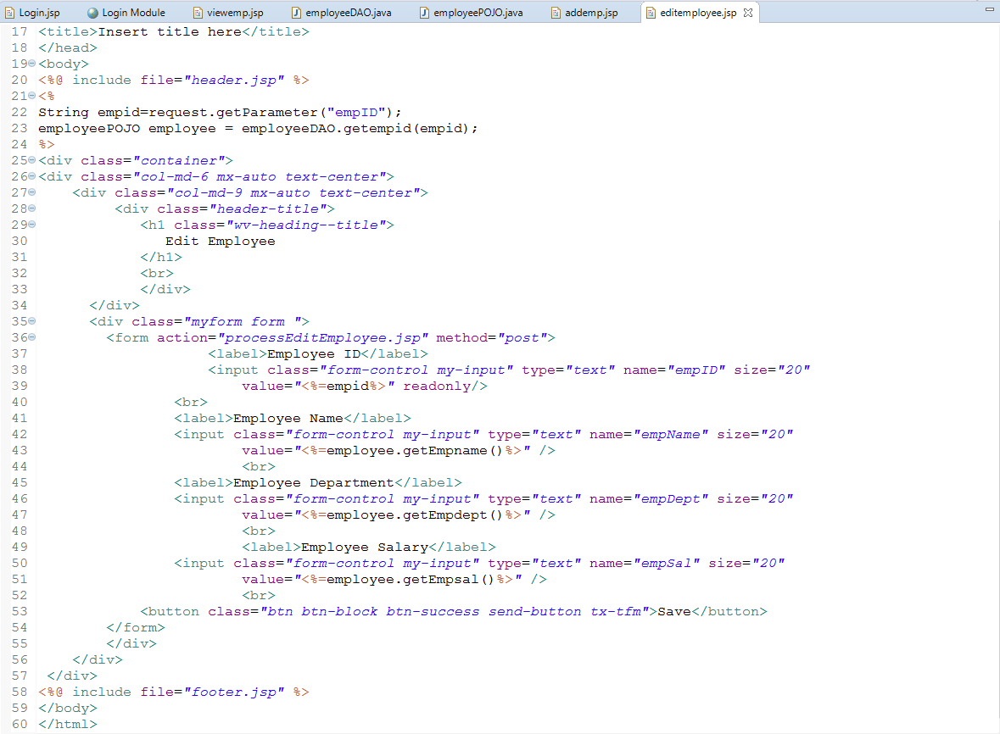 Login.jsp Login Module viewemp.jsp employeeDAO.java employeePOJO.java addemp.jsp editemployee.jsp
17 <title>Insert title here</title>
18 </head>
19 <body>
20 <%@ include file="header.jsp" %>
21 <%
22 String empid=request.getParameter("empID");
23 employeePOJO employee = employeeDAO.getempid(empid);
24 %>
25 <div class="container">
26 <div class="col-md-6 mx-auto text-center">
27 <div class="col-md-9 mx-auto text-center">
28 <div class="header-title">
29 <h1 class="wv-heading--title">
30 Edit Employee
31 </h1>
32 <br>
33 </div>
34 </div>
35 <div class="myform form ">
36 <form action="processEditEmployee.jsp" method="post">
37 <label>Employee ID</label>
38 <input class="form-control my-input" type="text" name="empID" size="20"
39 value="<%=empid%>" readonly/>
40 <br>
41 <label>Employee Name</label>
42 <input class="form-control my-input" type="text" name="empName" size="20"
43 value="<%=employee.getEmpname()%>" />
44 <br>
45 <label>Employee Department</label>
46 <input class="form-control my-input" type="text" name="empDept" size="20"
47 value="<%=employee.getEmpdept()%>" />
48 <br>
49 <label>Employee Salary</label>
50 <input class="form-control my-input" type="text" name="empSal" size="20"
51 value="<%=employee.getEmpsal()%>" />
52 <br>
53 <button class="btn btn-block btn-success send-button tx-tfm">Save</button>
54 </form>
55 </div>
56 </div>
57 </div>
58 <%@ include file="footer.jsp" %>
59 </body>
60 </html>